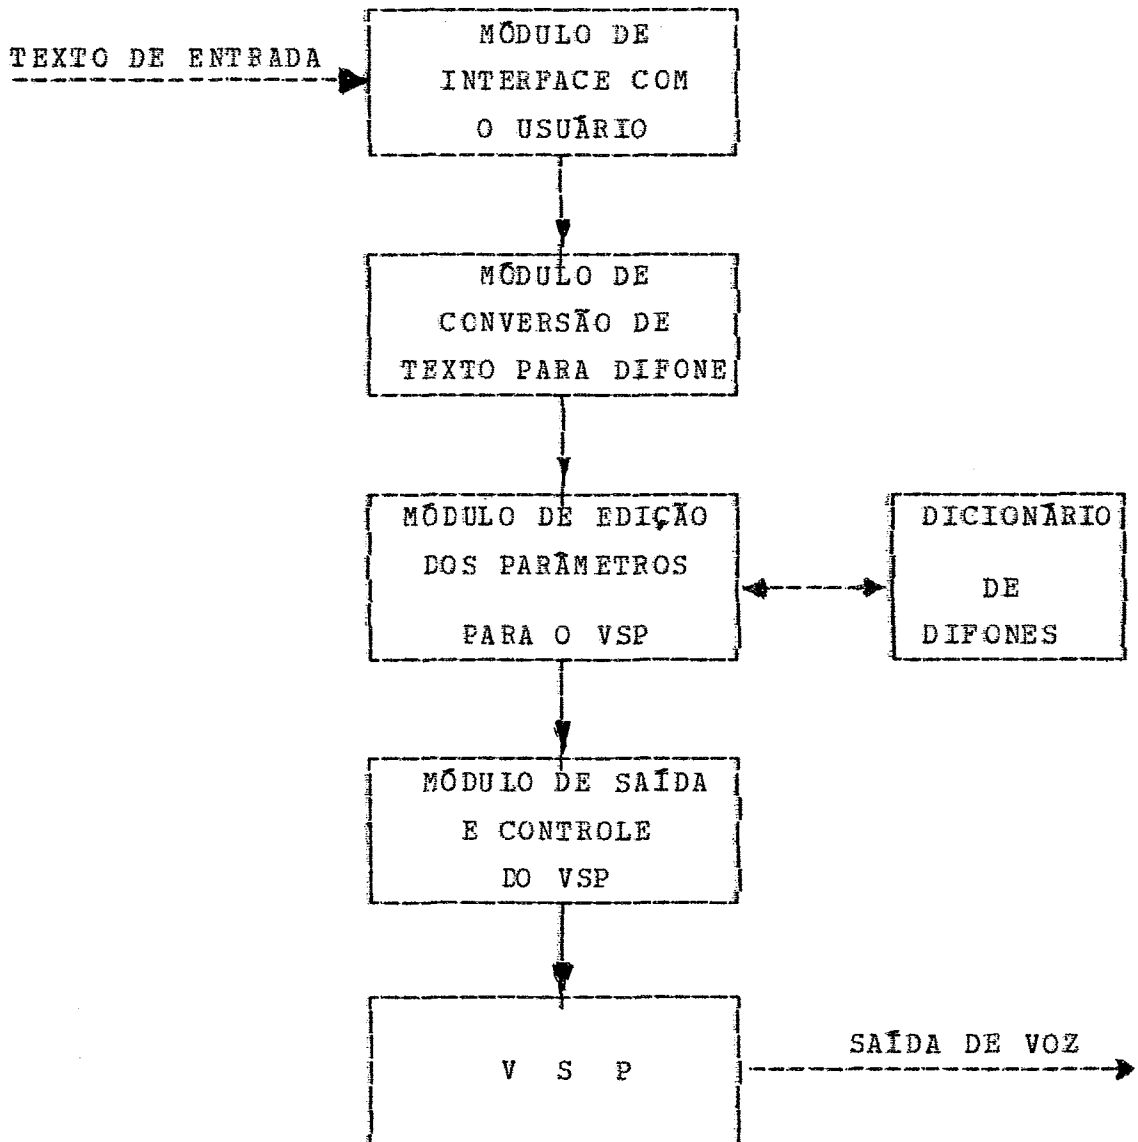 TEXTO DE ENTRADA
MÓDULO DE
INTERFACE COM
O USUÁRIO
MÓDULO DE
CONVERSÃO DE
TEXTO PARA DIFONE
MÓDULO DE EDIÇÃO
DOS PARÂMETROS
PARA O VSP
DICIONÁRIO
DE
DIFONES
MÓDULO DE SAÍDA
E CONTROLE
DO VSP
V S P
SAÍDA DE VOZ